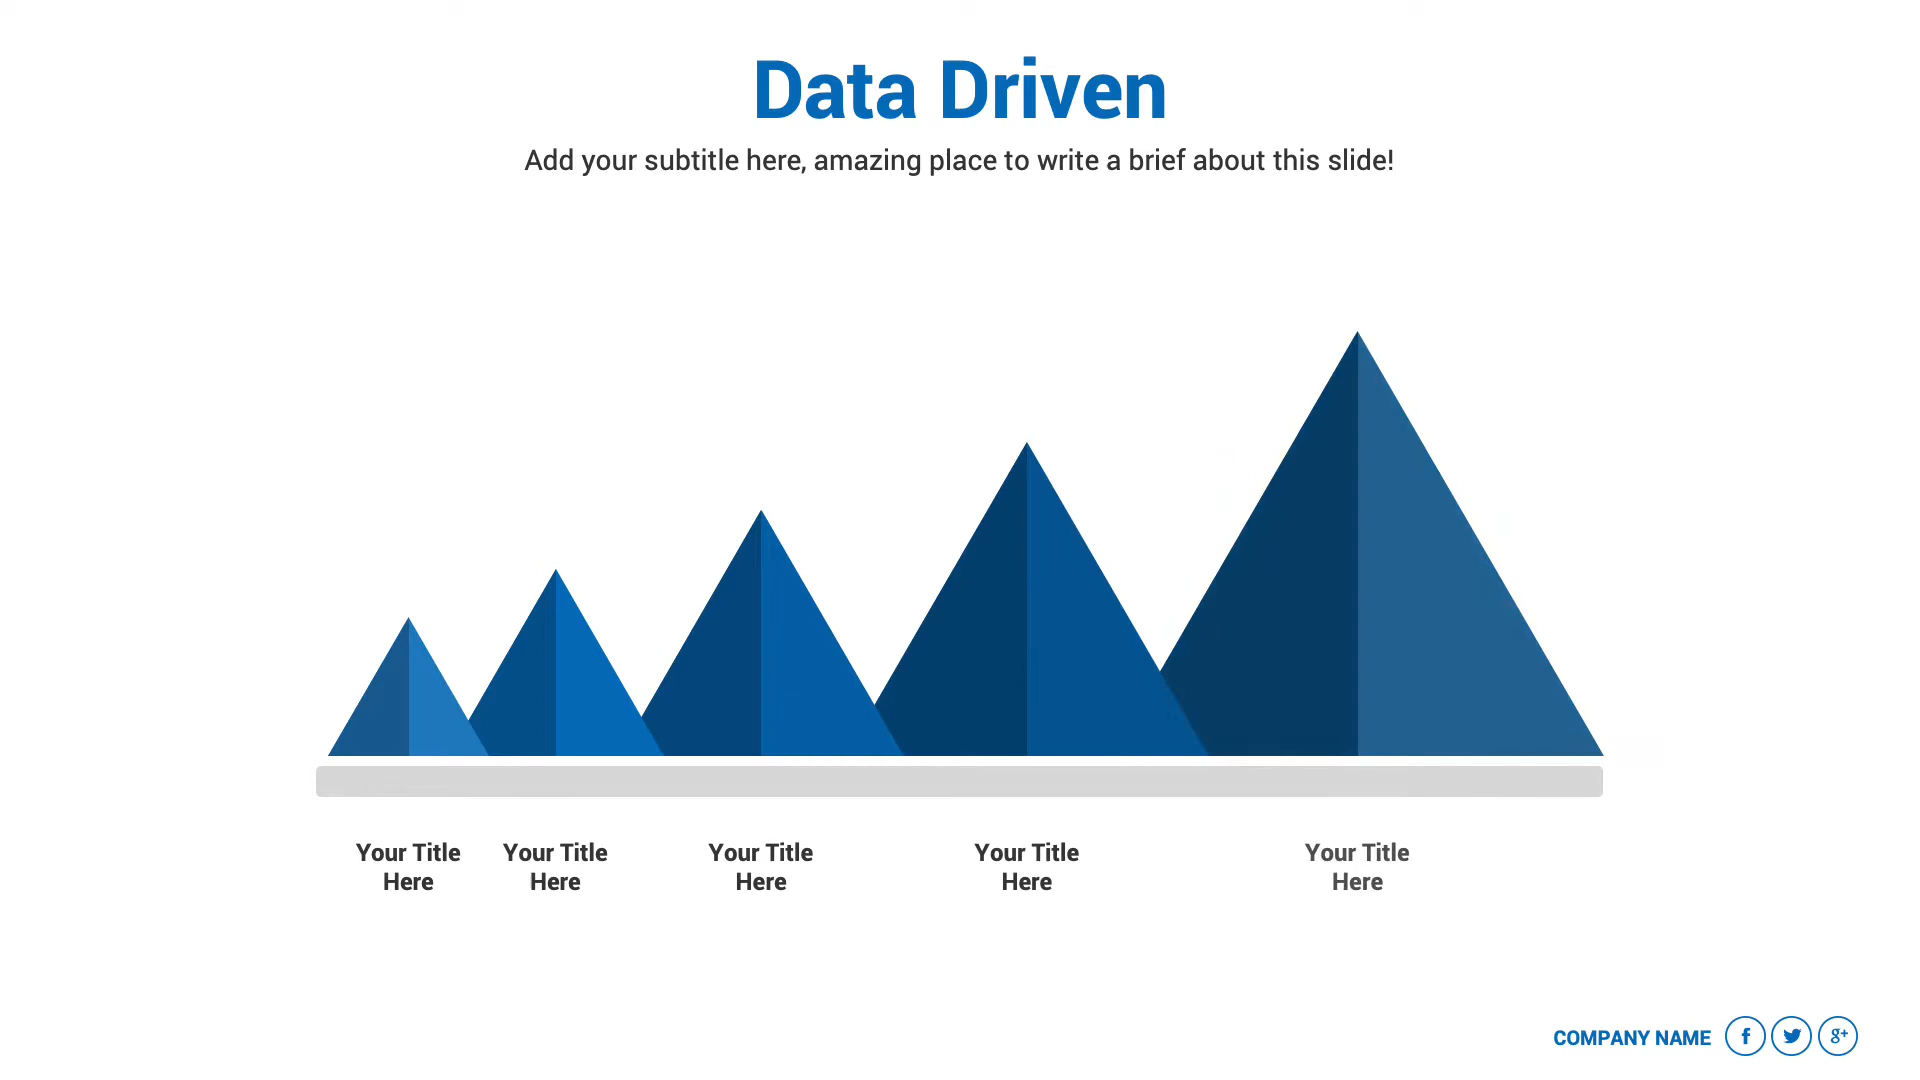 Data Driven
Add your subtitle here, amazing place to write a brief about this slide!
Your Title
Here
Your Title
Here
Your Title
Here
Your Title
Here
Your Title
Here
COMPANY NAME f g+